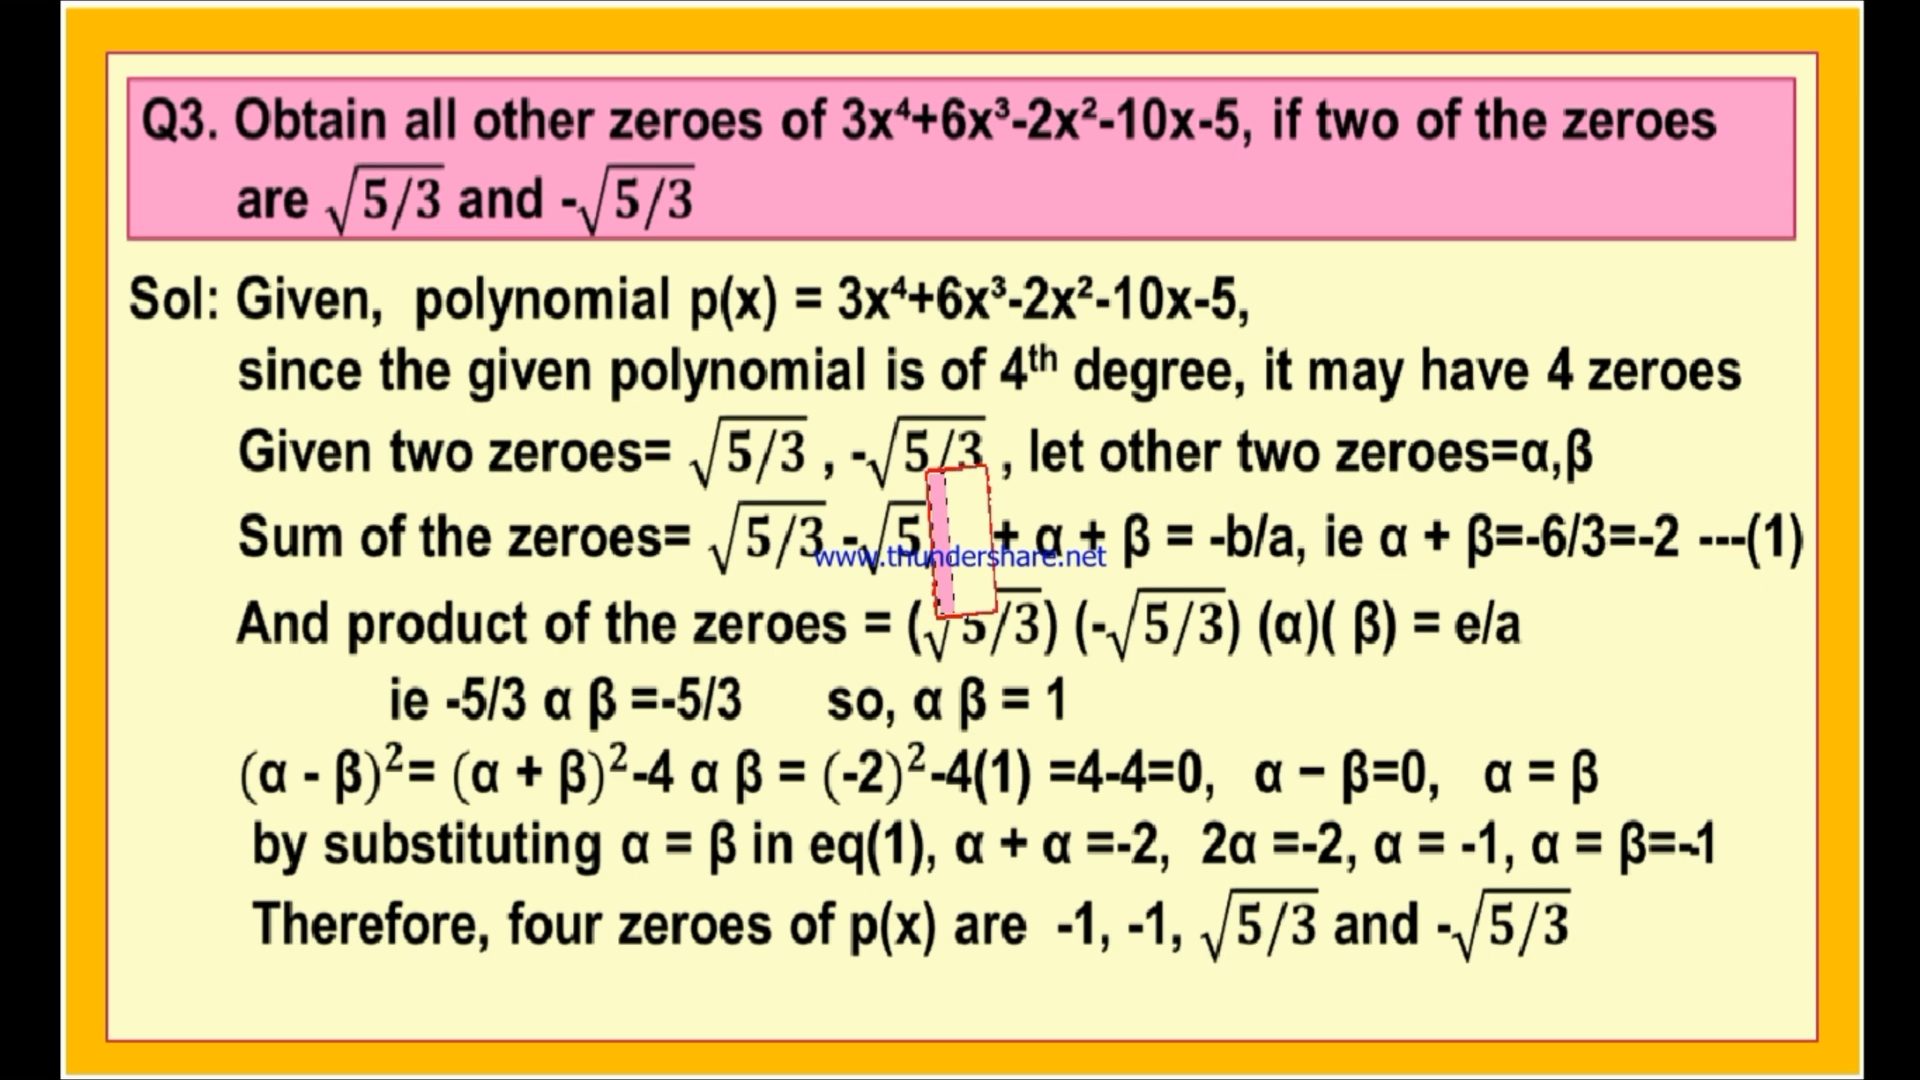 Q3. Obtain all other zeroes of 3x⁴+6x³-2x²-10x-5, if two of the zeroes
are √5/3 and -√5/3
Sol: Given, polynomial p(x) = 3x⁴+6x³-2x²-10x-5,
since the given polynomial is of 4th degree, it may have 4 zeroes
Given two zeroes= √5/3 , -√5/3 , let other two zeroes=α,β
Sum of the zeroes= √5/3 -√5 + α + β = -b/a, ie α + β=-6/3=-2 ---(1)
www.thundershare.net
And product of the zeroes = (√5/3) (-√5/3) (α)( β) = e/a
ie -5/3 α β =-5/3 so, α β = 1
(α - β)²= (α + β)²-4 α β = (-2)²-4(1) =4-4=0, α − β=0, α = β
by substituting α = β in eq(1), α + α =-2, 2α =-2, α = -1, α = β=-1
Therefore, four zeroes of p(x) are -1, -1, √5/3 and -√5/3